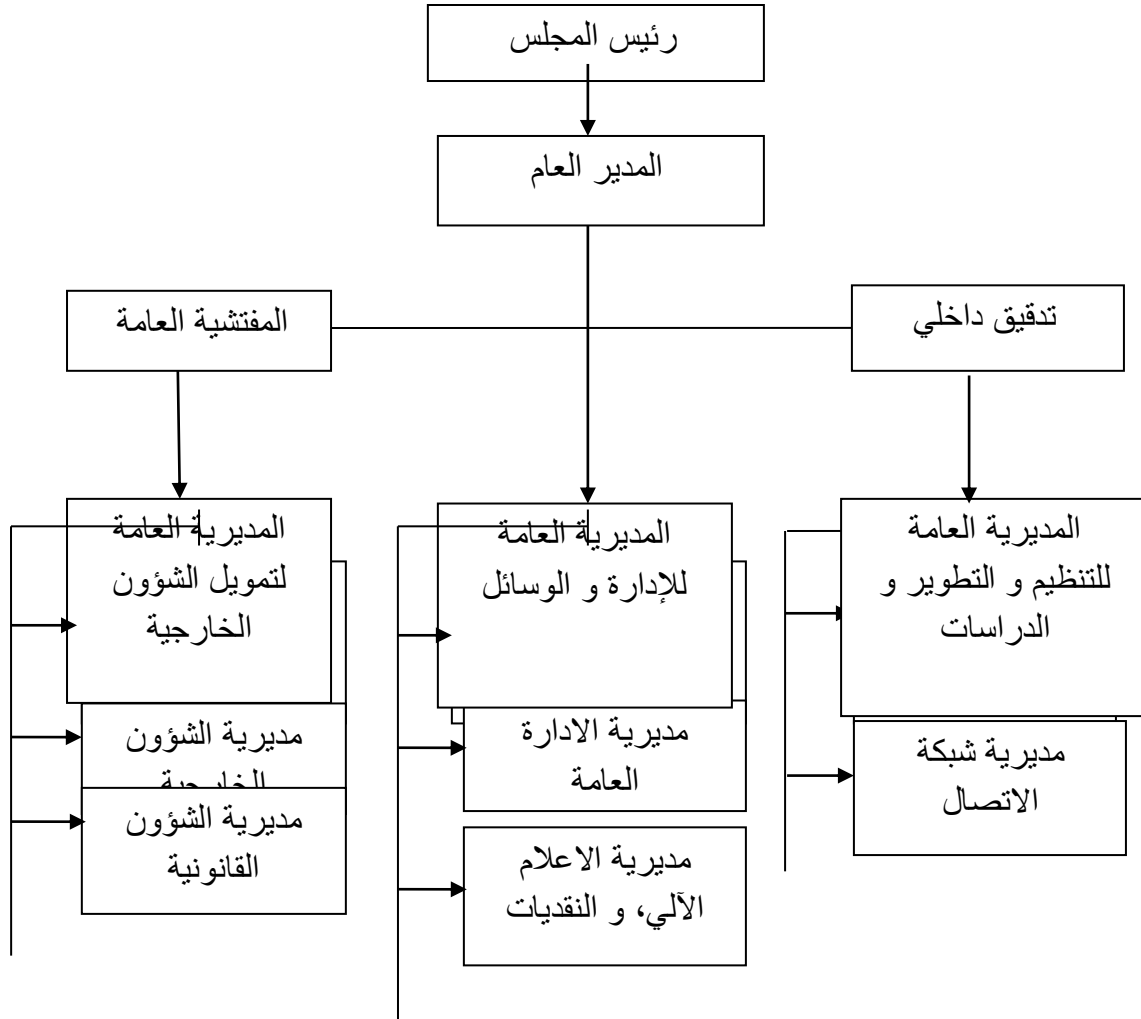 رئيس المجلس
المدير العام
تدقيق داخلي
المفتشية العامة
المديرية العامة
للتنظيم و التطوير و
الدراسات
المديرية العامة
للإدارة و الوسائل
المديرية العامة
لتمويل الشؤون
الخارجية
مديرية شبكة
الاتصال
مديرية الادارة
العامة
مديرية الاعلام
الآلي، و النقديات
مديرية الشؤون
الخارجية
مديرية الشؤون
القانونية